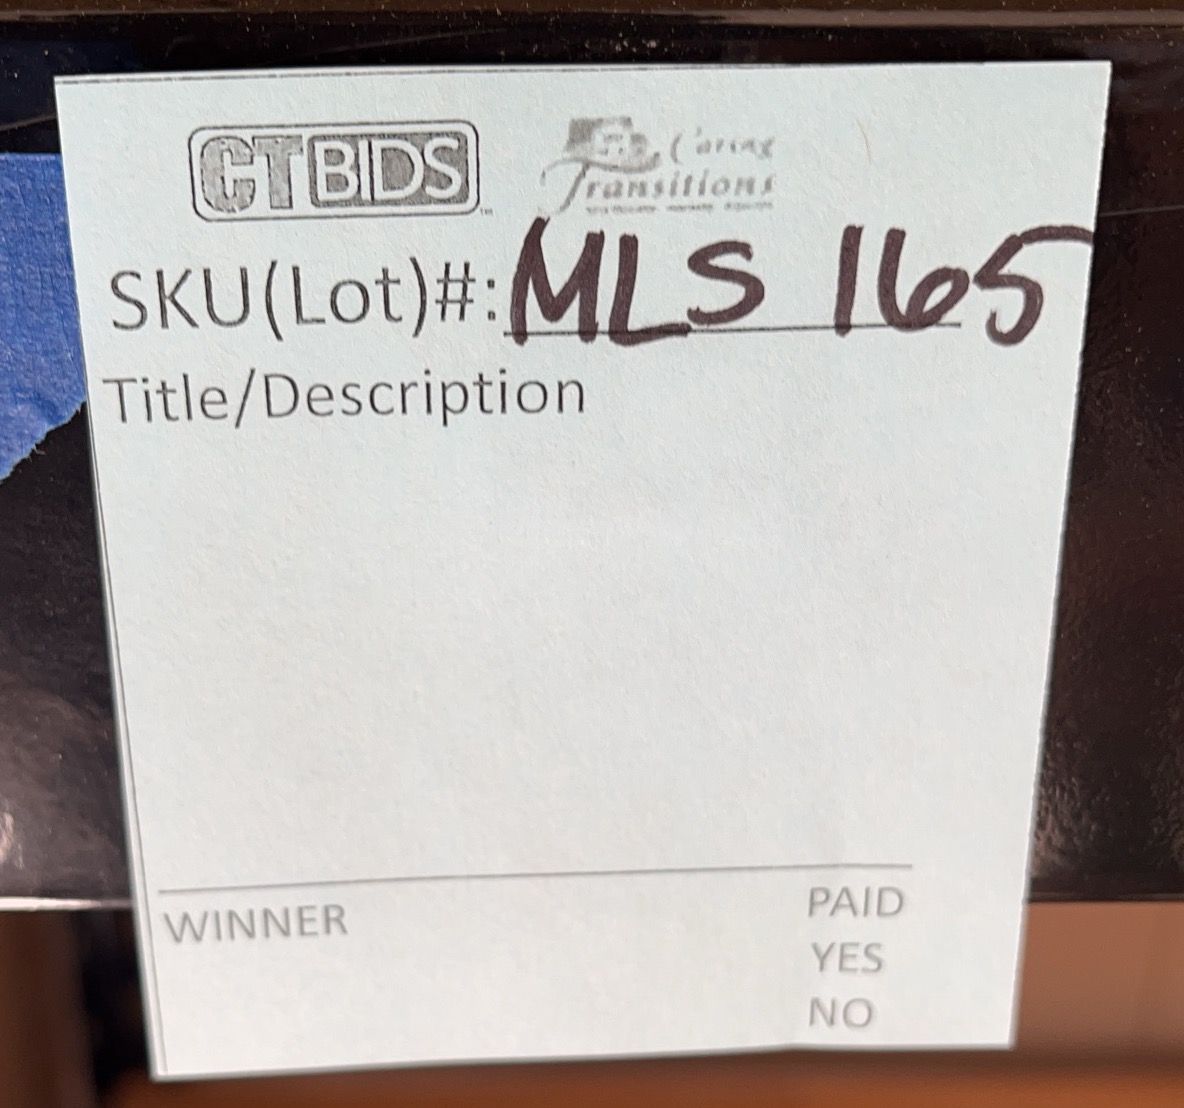 CTBIDS
Caring
Transitions
SKU(Lot)#: MLS 165
Title/Description
WINNER
PAID
YES
NO